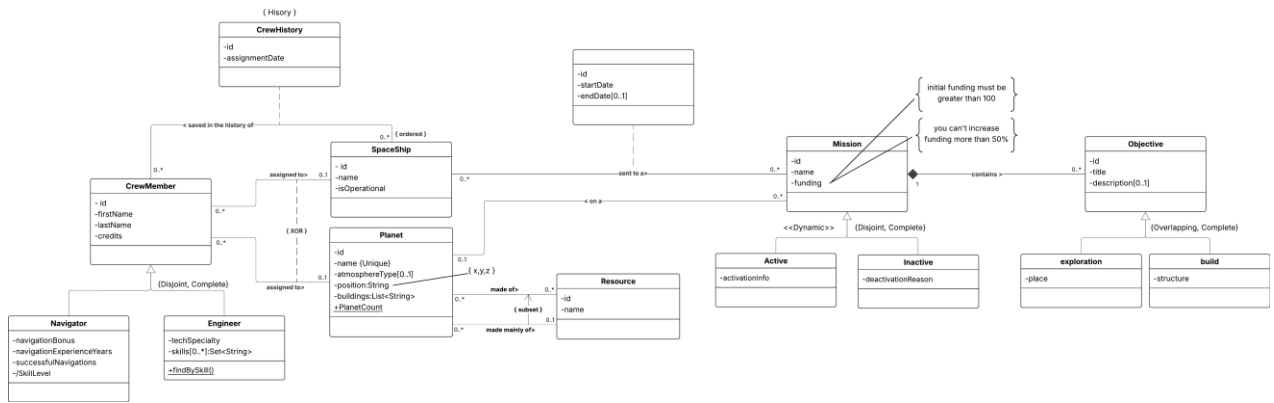 { Hisory }
CrewHistory
-id
-assignmentDate
< saved in the history of
0..*
{ ordered }
0..*
-id
-startDate
-endDate[0..1]
initial funding must be
greater than 100
you can't increase
funding more than 50%
SpaceShip
- id
-name
-isOperational
0..*
sent to a>
0..*
Mission
-id
-name
-funding
1
contains >
0..*
Objective
-id
-title
-description[0..1]
CrewMember
- id
-firstName
-lastName
-credits
assigned to>
0..1
0..*
{ XOR }
0..*
assigned to>
0..1
< on a
0..*
0..1
Planet
-id
-name {Unique}
-atmosphereType[0..1]
-position:String
-buildings:List<String>
+PlanetCount
{ x,y,z }
made of>
0..*
0..*
{ subset }
0..*
made mainly of>
0..1
Resource
-id
-name
<<Dynamic>>
{Disjoint, Complete}
Active
-activationInfo
Inactive
-deactivationReason
{Overlapping, Complete}
exploration
-place
build
-structure
{Disjoint, Complete}
Navigator
-navigationBonus
-navigationExperienceYears
-successfulNavigations
-/SkillLevel
Engineer
-techSpecialty
-skills[0..*]:Set<String>
+findBySkill()